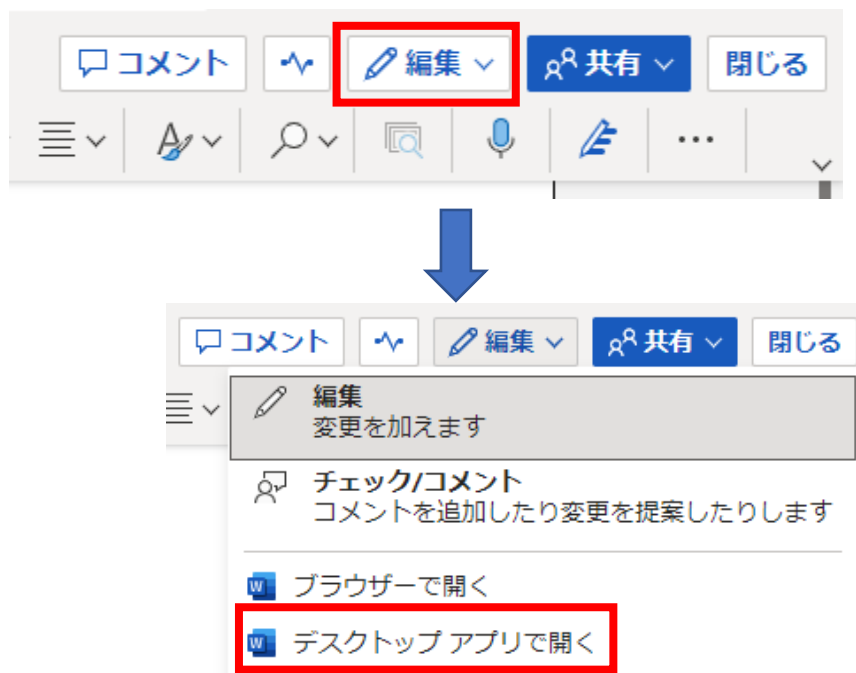 コメント 編集 共有 閉じる
コメント 編集 共有 閉じる
編集
変更を加えます
チェック/コメント
コメントを追加したり変更を提案したりします
W ブラウザーで開く
W デスクトップ アプリで開く